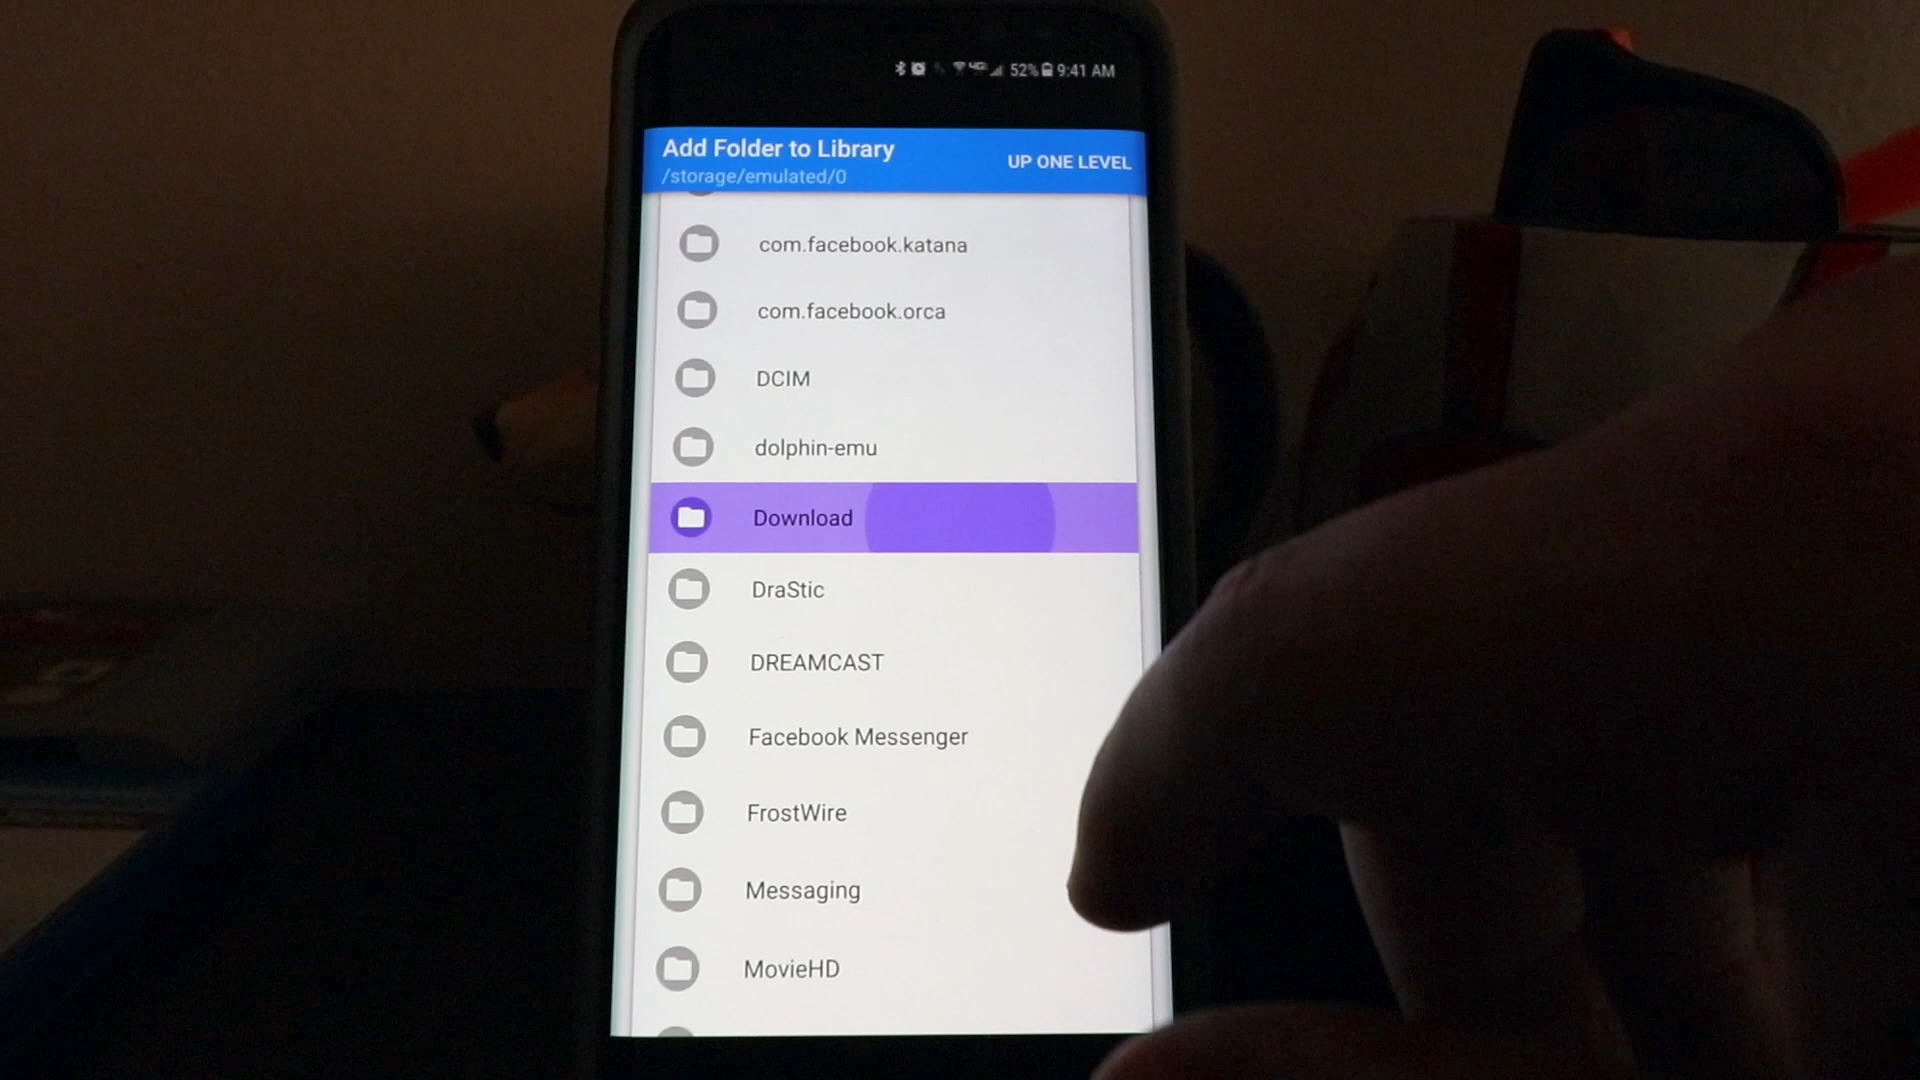 52% 9:41 AM
Add Folder to Library
/storage/emulated/0
UP ONE LEVEL
com.facebook.katana
com.facebook.orca
DCIM
dolphin-emu
Download
DraStic
DREAMCAST
Facebook Messenger
FrostWire
Messaging
MovieHD